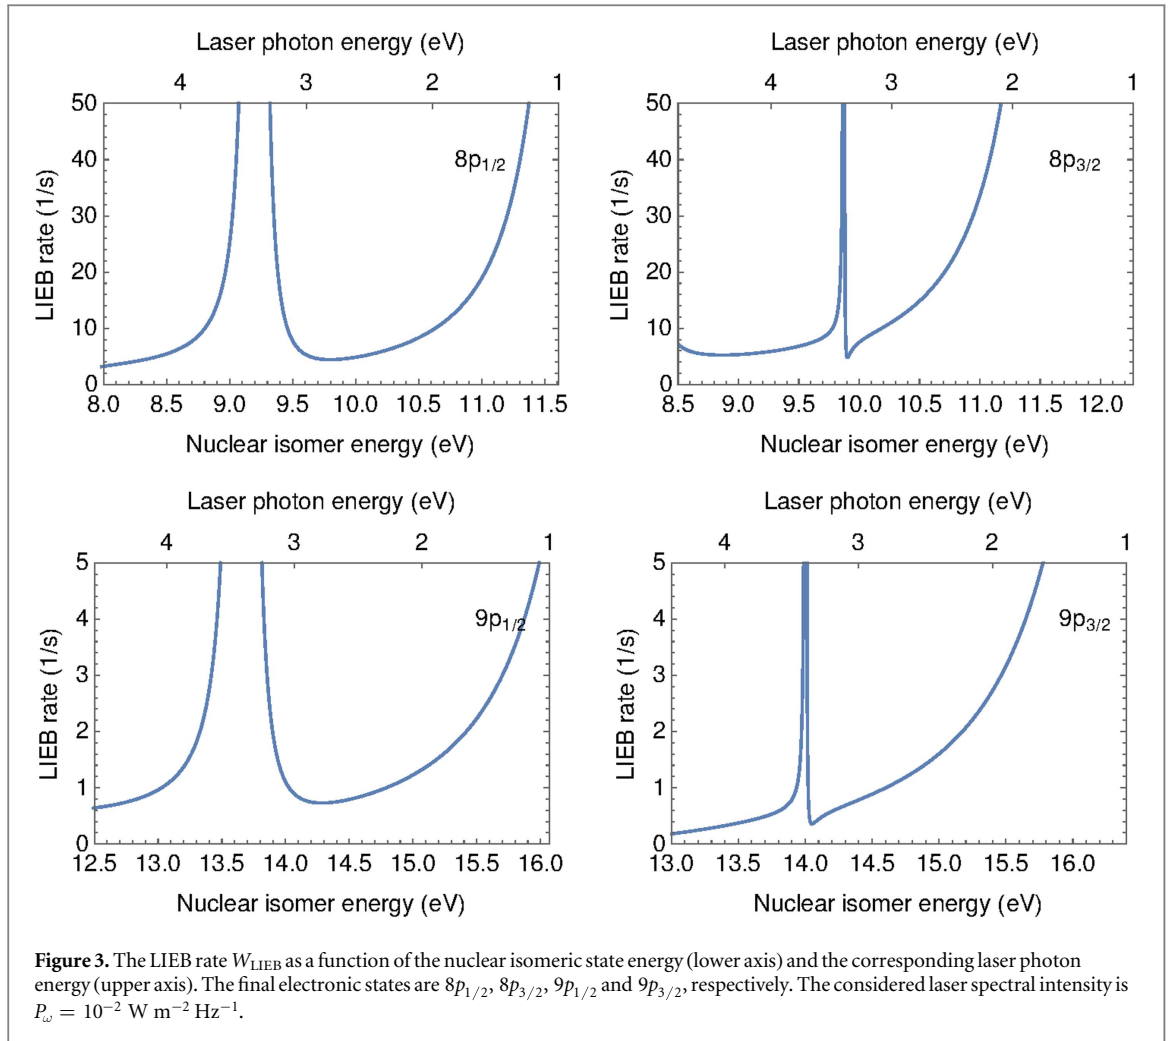 Laser photon energy (eV)
4 3 2 1
50
40
30
20
10
0
LIEB rate (1/s)
8p1/2
8.0 8.5 9.0 9.5 10.0 10.5 11.0 11.5
Nuclear isomer energy (eV)
Laser photon energy (eV)
4 3 2 1
50
40
30
20
10
0
LIEB rate (1/s)
8p3/2
8.5 9.0 9.5 10.0 10.5 11.0 11.5 12.0
Nuclear isomer energy (eV)
Laser photon energy (eV)
4 3 2 1
5
4
3
2
1
0
LIEB rate (1/s)
9p1/2
12.5 13.0 13.5 14.0 14.5 15.0 15.5 16.0
Nuclear isomer energy (eV)
Laser photon energy (eV)
4 3 2 1
5
4
3
2
1
0
LIEB rate (1/s)
9p3/2
13.0 13.5 14.0 14.5 15.0 15.5 16.0
Nuclear isomer energy (eV)
Figure 3. The LIEB rate WLIEB as a function of the nuclear isomeric state energy (lower axis) and the corresponding laser photon
energy (upper axis). The final electronic states are 8p1/2, 8p3/2, 9p1/2 and 9p3/2, respectively. The considered laser spectral intensity is
Pω = 10−2 W m−2 Hz−1.